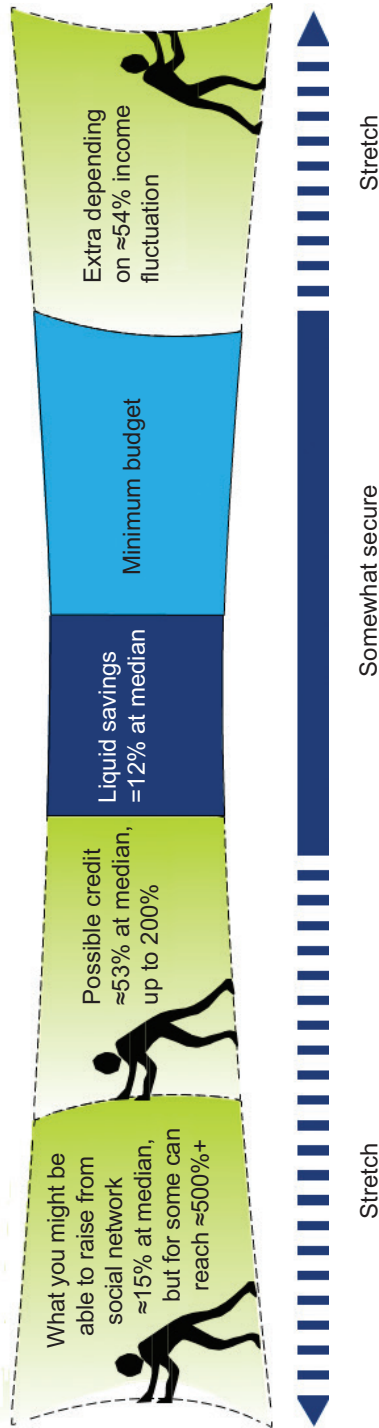 What you might be
able to raise from
social network
≈15% at median,
but for some can
reach ≈500%+
Possible credit
≈53% at median,
up to 200%
Liquid savings
=12% at median
Minimum budget
Extra depending
on ≈54% income
fluctuation
Stretch
Somewhat secure
Stretch